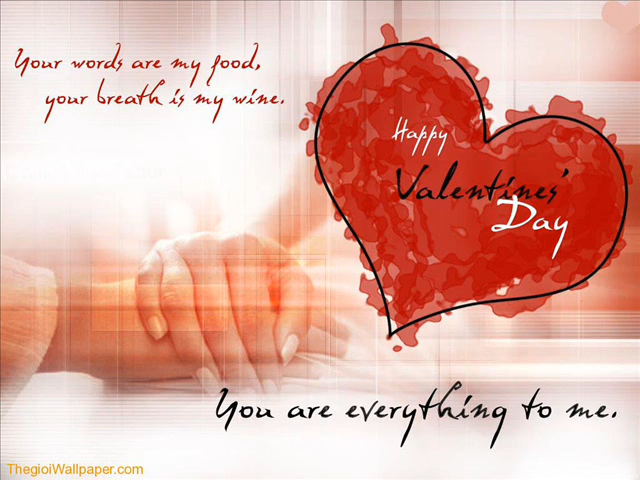 Your words are my food,
your breath is my wine.
Happy
Valentines'
Day
You are everything to me.
ThegioiWallpaper.com